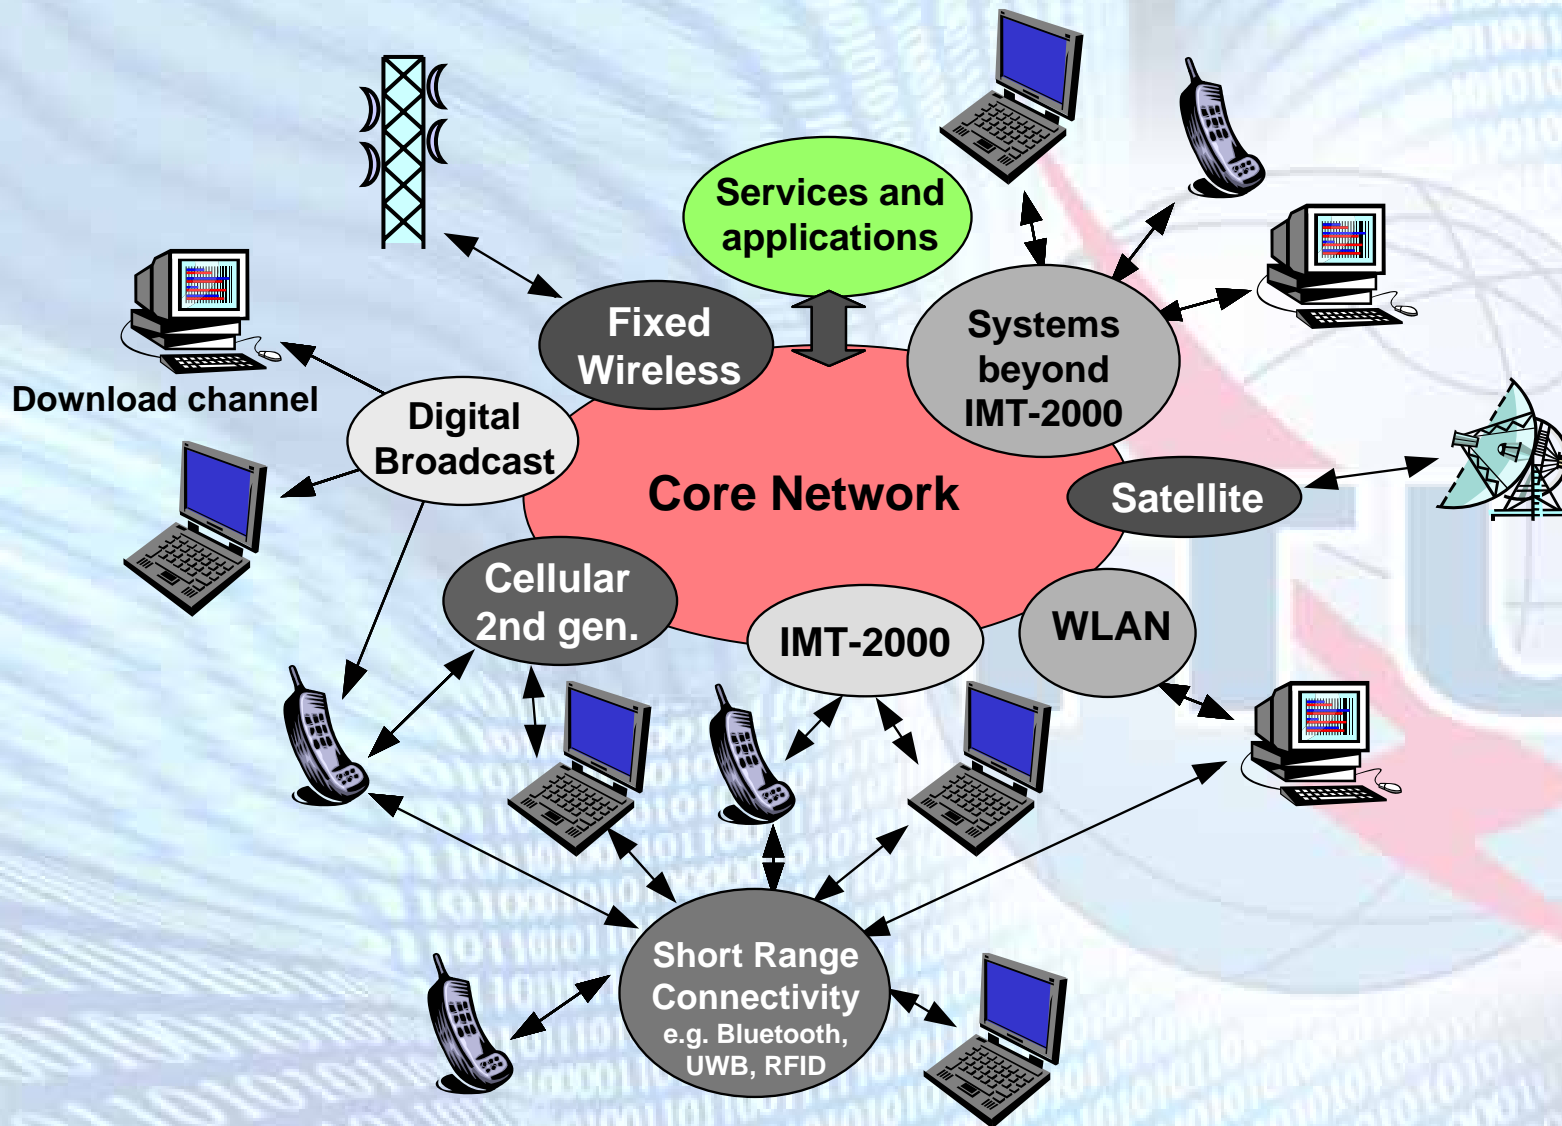 Services and
applications
Fixed
Wireless
Systems
beyond
IMT-2000
Download channel
Digital
Broadcast
Core Network
Satellite
Cellular
2nd gen.
IMT-2000
WLAN
Short Range
Connectivity
e.g. Bluetooth,
UWB, RFID